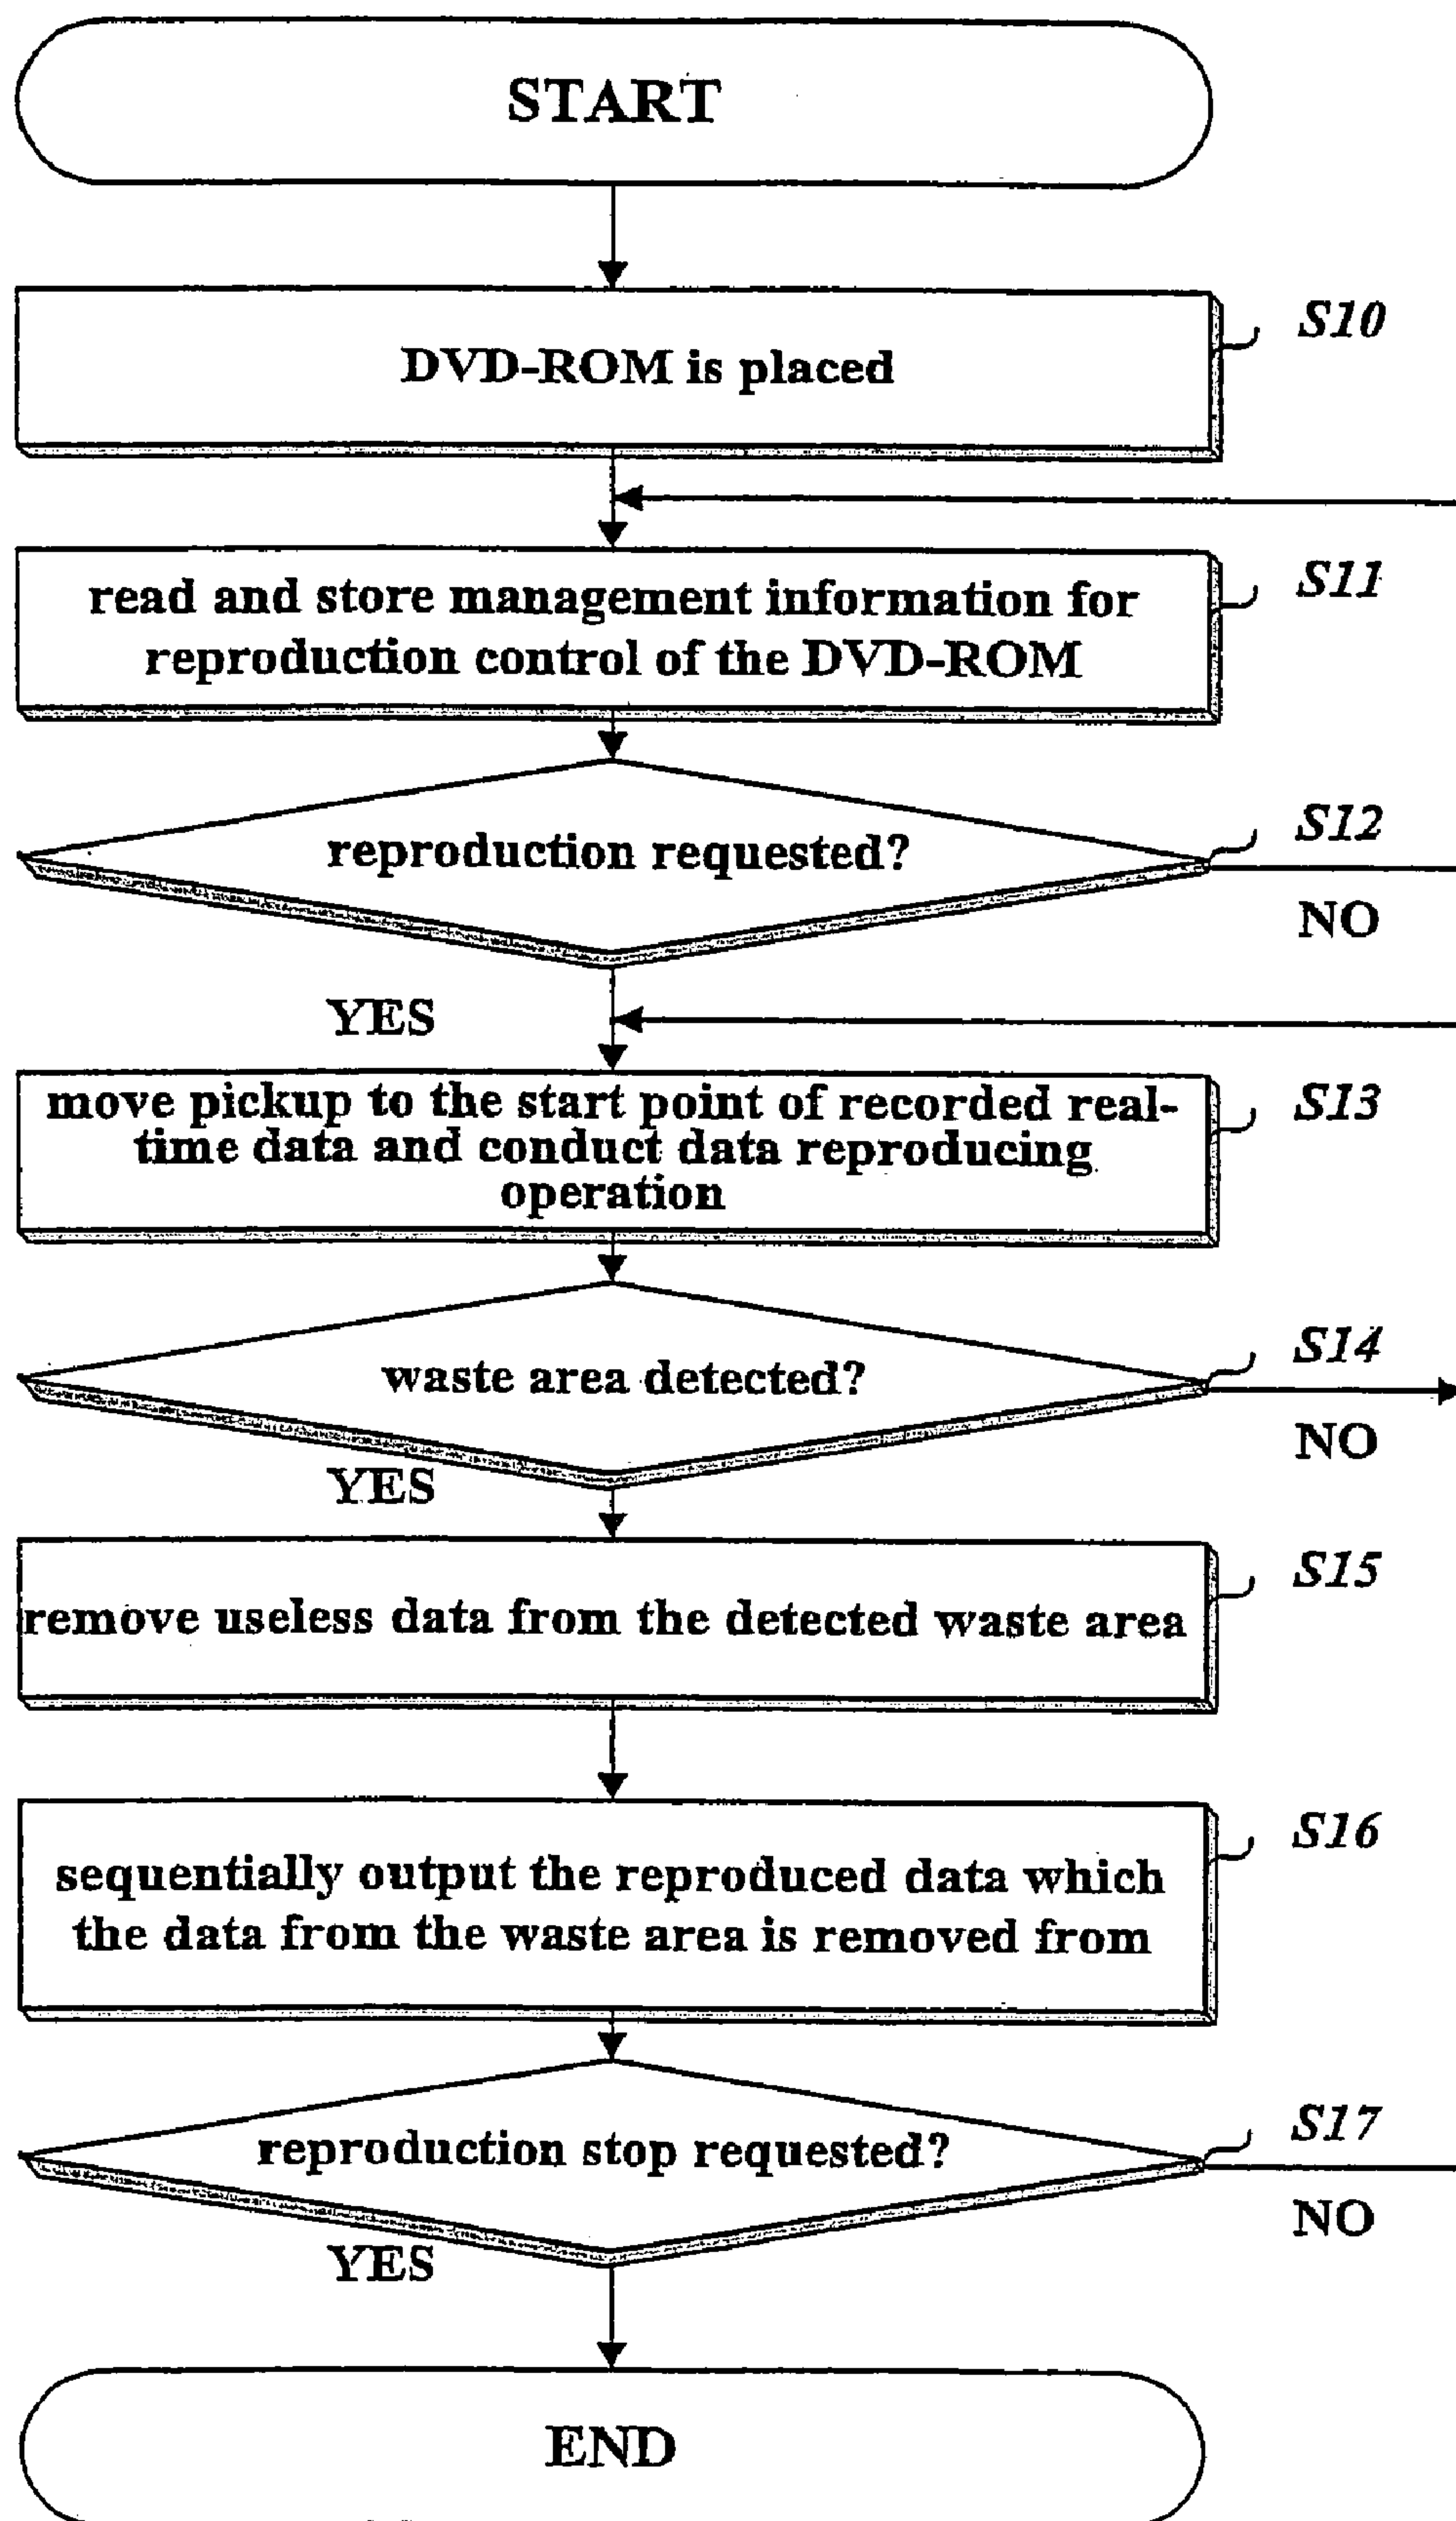 START
DVD-ROM is placed
S10
read and store management information for
reproduction control of the DVD-ROM
S11
reproduction requested?
S12
NO
YES
move pickup to the start point of recorded real-
time data and conduct data reproducing
operation
S13
waste area detected?
S14
NO
YES
remove useless data from the detected waste area
S15
sequentially output the reproduced data which
the data from the waste area is removed from
S16
reproduction stop requested?
S17
NO
YES
END